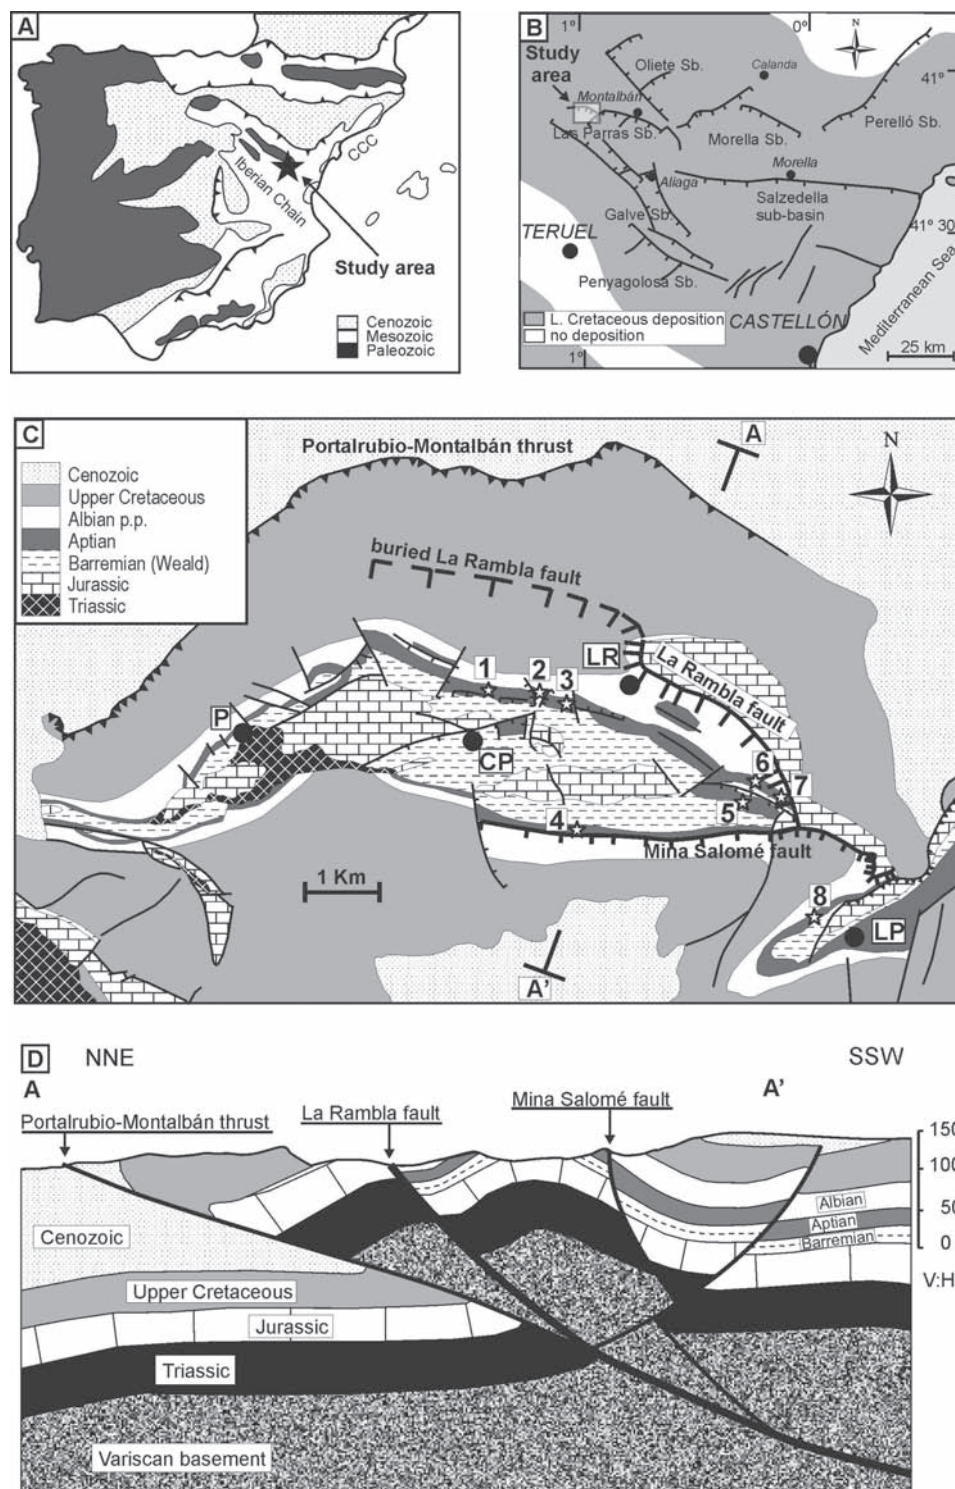 A
CCC
Iberian Chain
Study area
Cenozoic
Mesozoic
Paleozoic
B
1º
0º
N
Study
area
Oliete Sb.
Calanda
41º
Montalbán
Las Parras Sb.
Morella Sb.
Perelló Sb.
Morella
Aliaga
Salzedella
sub-basin
Galve Sb.
41º 30
TERUEL
Penyagolosa Sb.
Mediterranean Sea
L. Cretaceous deposition
no deposition
CASTELLÓN
1º
25 km
C
Cenozoic
Upper Cretaceous
Albian p.p.
Aptian
Barremian (Weald)
Jurassic
Triassic
Portalrubio-Montalbán thrust
A
N
buried La Rambla fault
LR
La Rambla fault
1
2
3
P
CP
6
7
5
4
Mina Salomé fault
1 Km
8
LP
A'
D
NNE
SSW
A
A'
Portalrubio-Montalbán thrust
La Rambla fault
Mina Salomé fault
150
100
50
0
V:H
Albian
Aptian
Barremian
Cenozoic
Upper Cretaceous
Jurassic
Triassic
Variscan basement